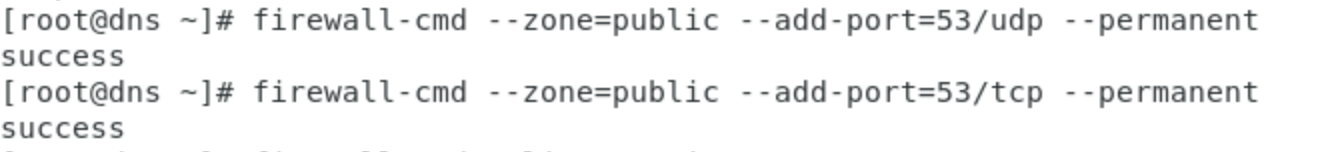 [root@dns ~]# firewall-cmd --zone=public --add-port=53/udp --permanent
success
[root@dns ~]# firewall-cmd --zone=public --add-port=53/tcp --permanent
success